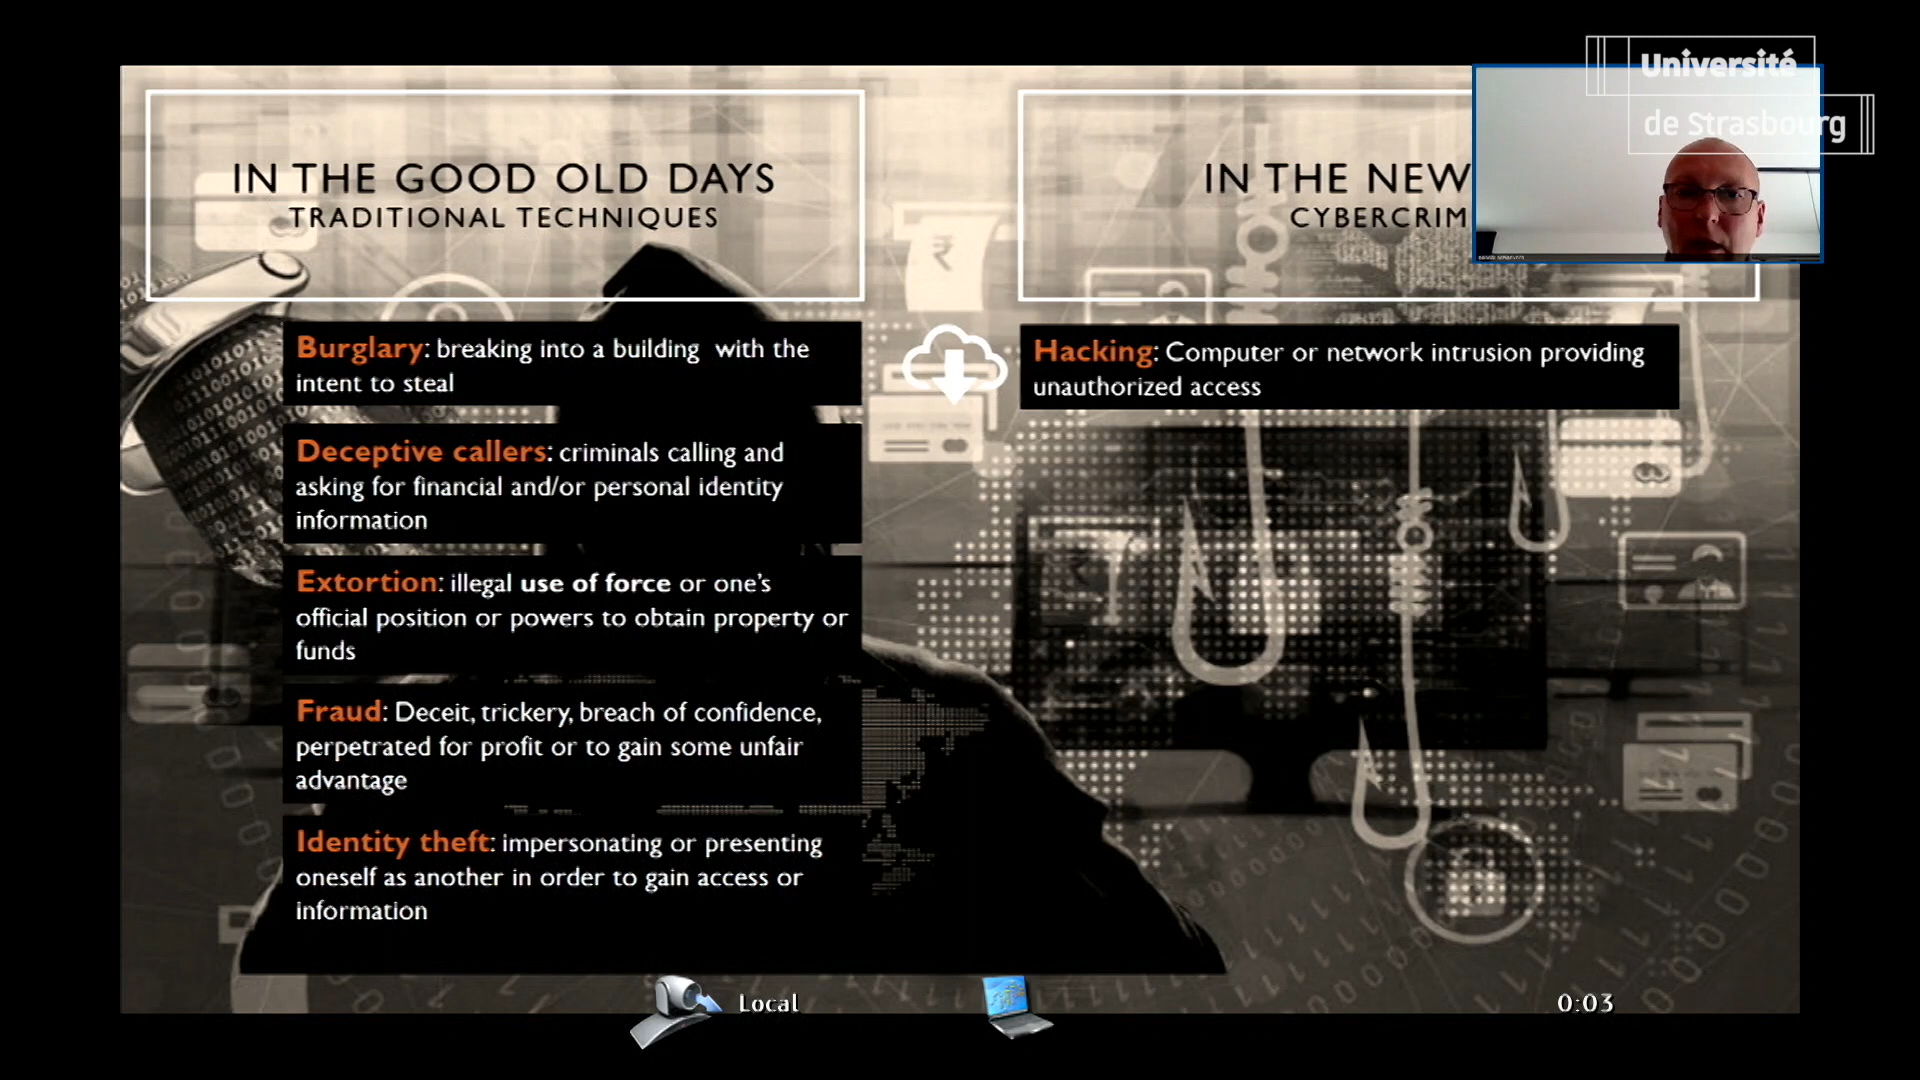 Université
de Strasbourg
IN THE GOOD OLD DAYS
TRADITIONAL TECHNIQUES
IN THE NEW
CYBERCRIM
Burglary: breaking into a building with the
intent to steal
Hacking: Computer or network intrusion providing
unauthorized access
Deceptive callers: criminals calling and
asking for financial and/or personal identity
information
Extortion: illegal use of force or one's
official position or powers to obtain property or
funds
Fraud: Deceit, trickery, breach of confidence,
perpetrated for profit or to gain some unfair
advantage
Identity theft: impersonating or presenting
oneself as another in order to gain access or
information
Local
0:03